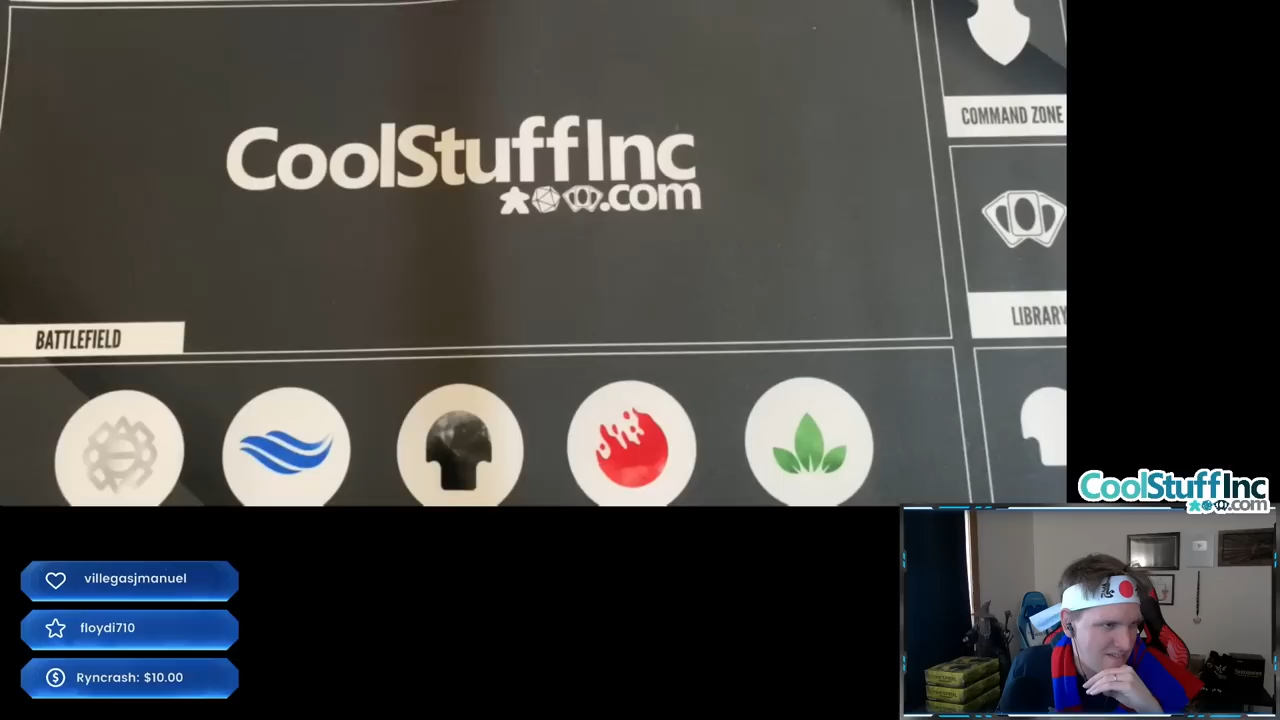 COMMAND ZONE
CoolStuffInc
.com
LIBRARY
BATTLEFIELD
CoolStuffInc
.com
villegasjmanuel
floydi710
Ryncrash: $10.00